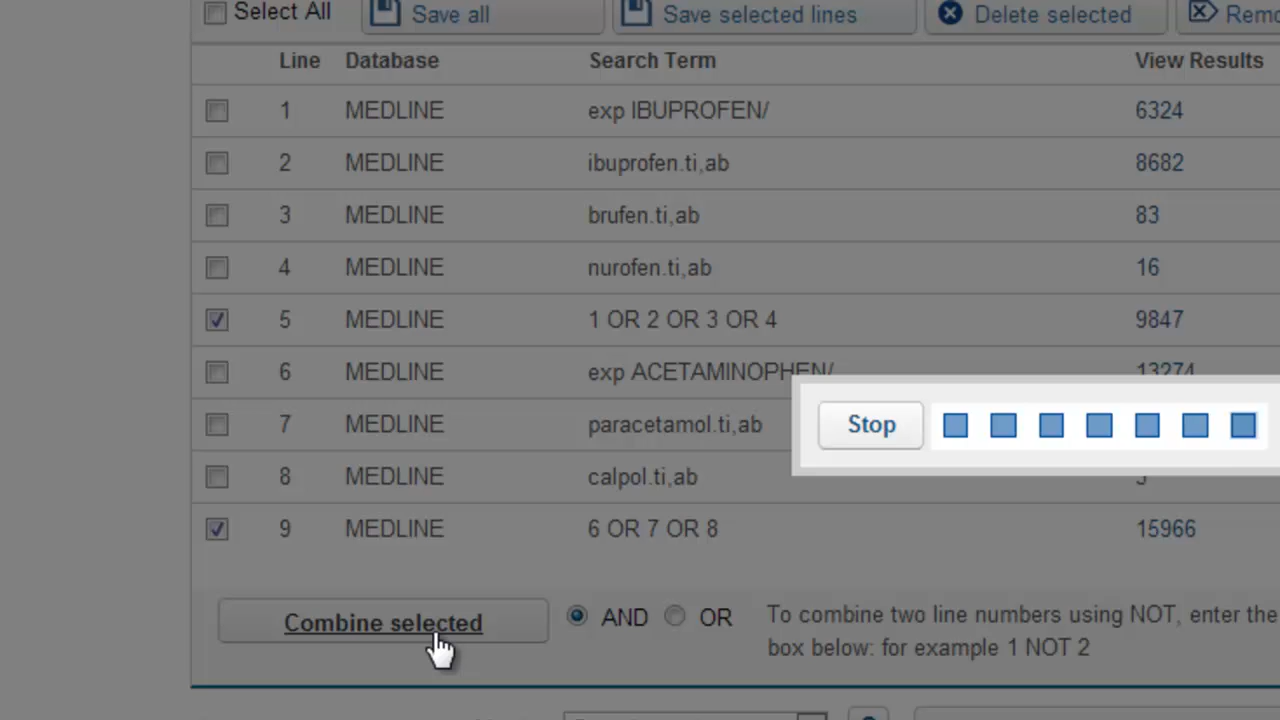 Select All Save all Save selected lines Delete selected
Line Database Search Term View Results
1 MEDLINE exp IBUPROFEN/ 6324
2 MEDLINE ibuprofen.ti,ab 8682
3 MEDLINE brufen.ti,ab 83
4 MEDLINE nurofen.ti,ab 16
5 MEDLINE 1 OR 2 OR 3 OR 4 9847
6 MEDLINE exp ACETAMINOPHEN/ 13274
7 MEDLINE paracetamol.ti,ab Stop
8 MEDLINE calpol.ti,ab
9 MEDLINE 6 OR 7 OR 8 15966
Combine selected AND OR To combine two line numbers using NOT, enter the
box below: for example 1 NOT 2